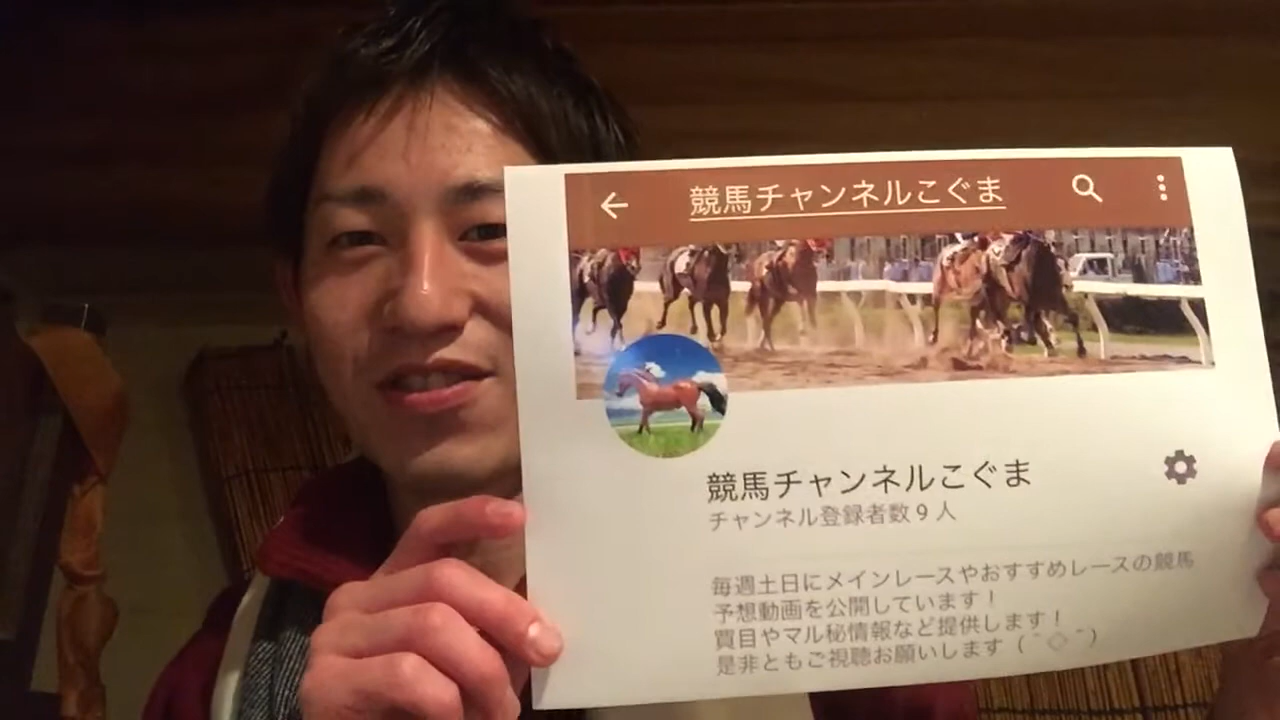 競馬チャンネルこぐま
競馬チャンネルこぐま
チャンネル登録者数9人
毎週土日にメインレースやおすすめレースの競馬
予想動画を公開しています!
買目やマル秘情報など提供します!
是非ともご視聴お願いします(ˆ◇ˆ)